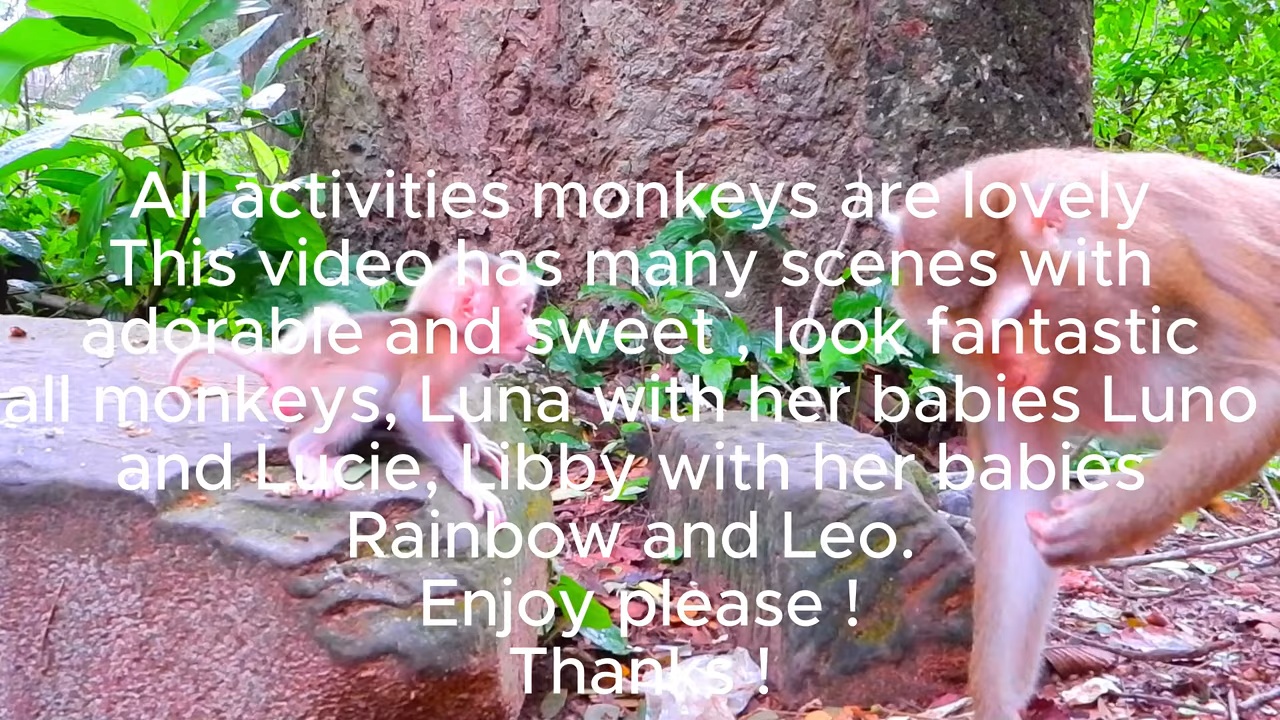 All activities monkeys are lovely
This video has many scenes with
adorable and sweet , look fantastic
all monkeys, Luna with her babies Luno
and Lucie, Libby with her babies
Rainbow and Leo.
Enjoy please !
Thanks !